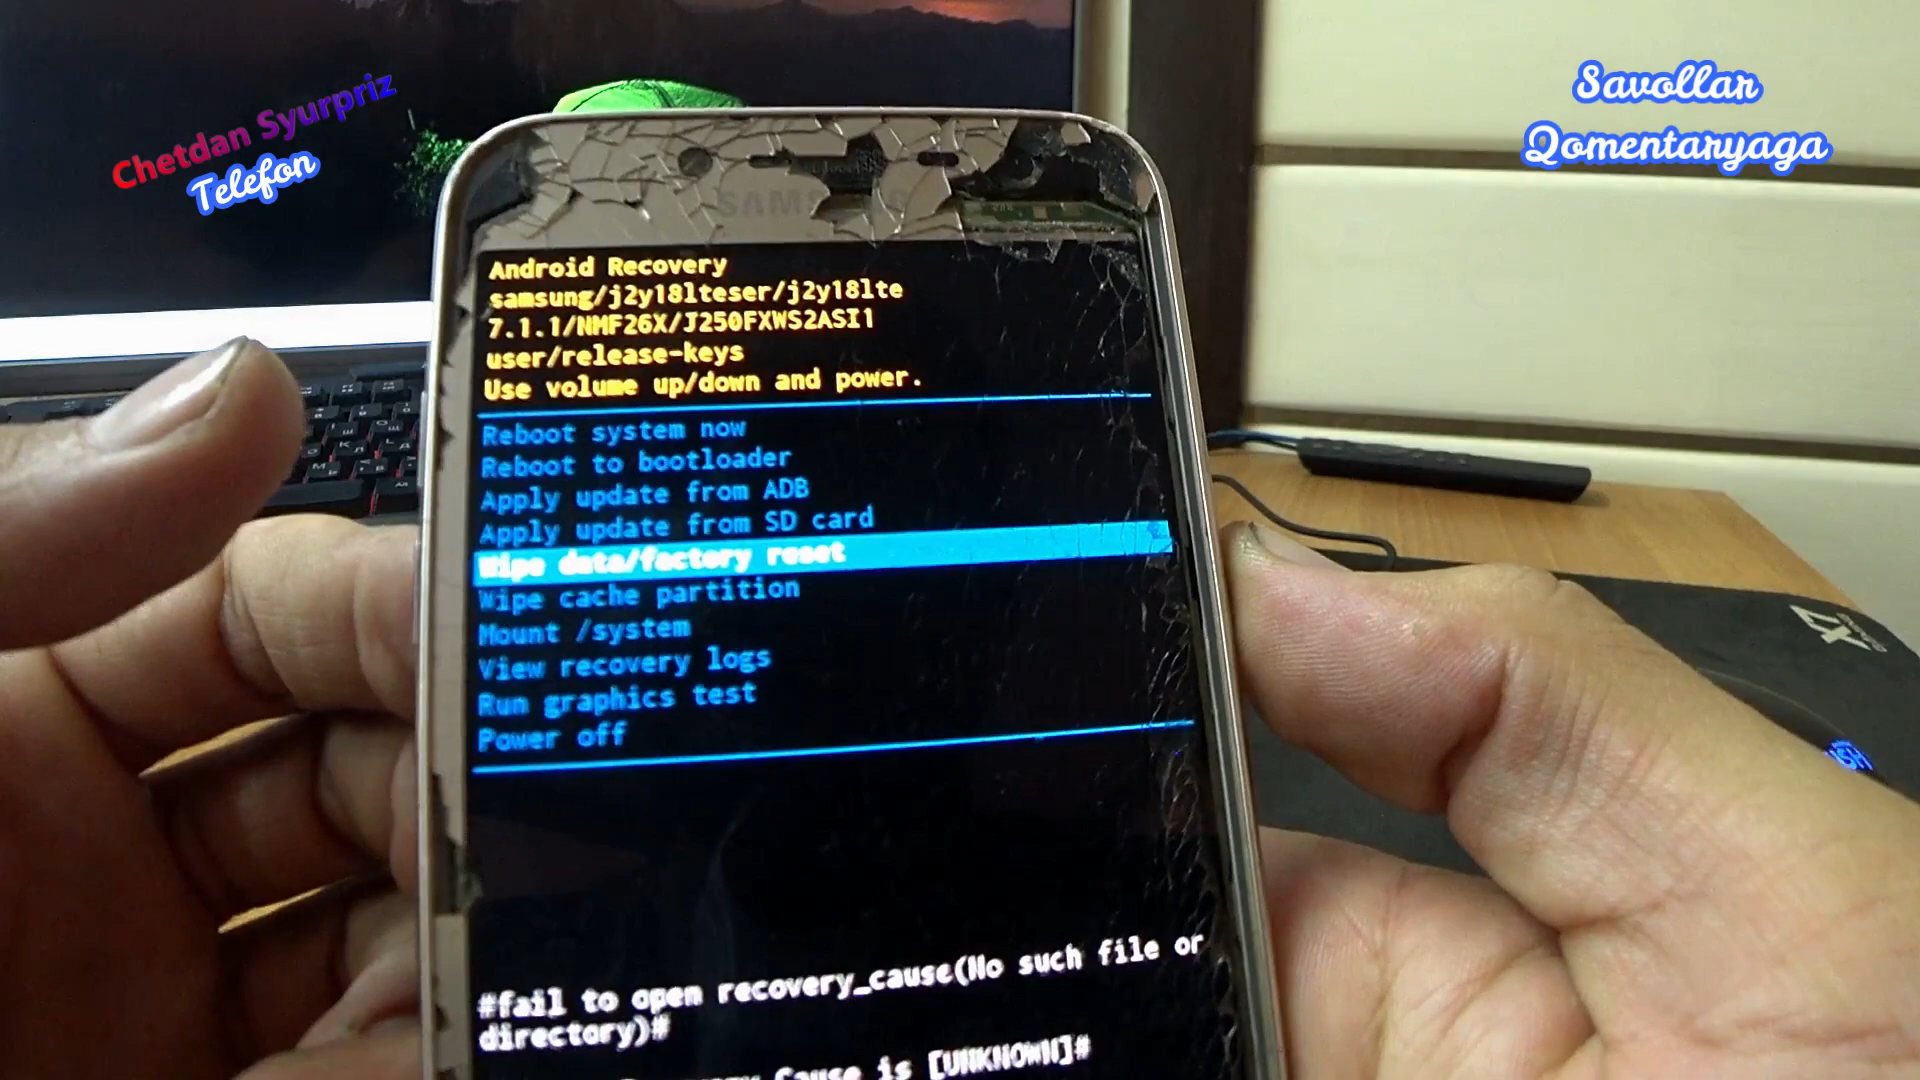 Chetdan Syurpriz
Telefon
Savollar
Qomentaryaga
SAMS
Android Recovery
samsung/j2y18lteser/j2y18lte
7.1.1/NMF26X/J250FXWS2ASI1
user/release-keys
Use volume up/down and power.
Reboot system now
Reboot to bootloader
Apply update from ADB
Apply update from SD card
Wipe data/factory reset
Wipe cache partition
Mount /system
View recovery logs
Run graphics test
Power off
#fail to open recovery_cause(No such file or
directory)#
Cause is [UNKNOWN]#